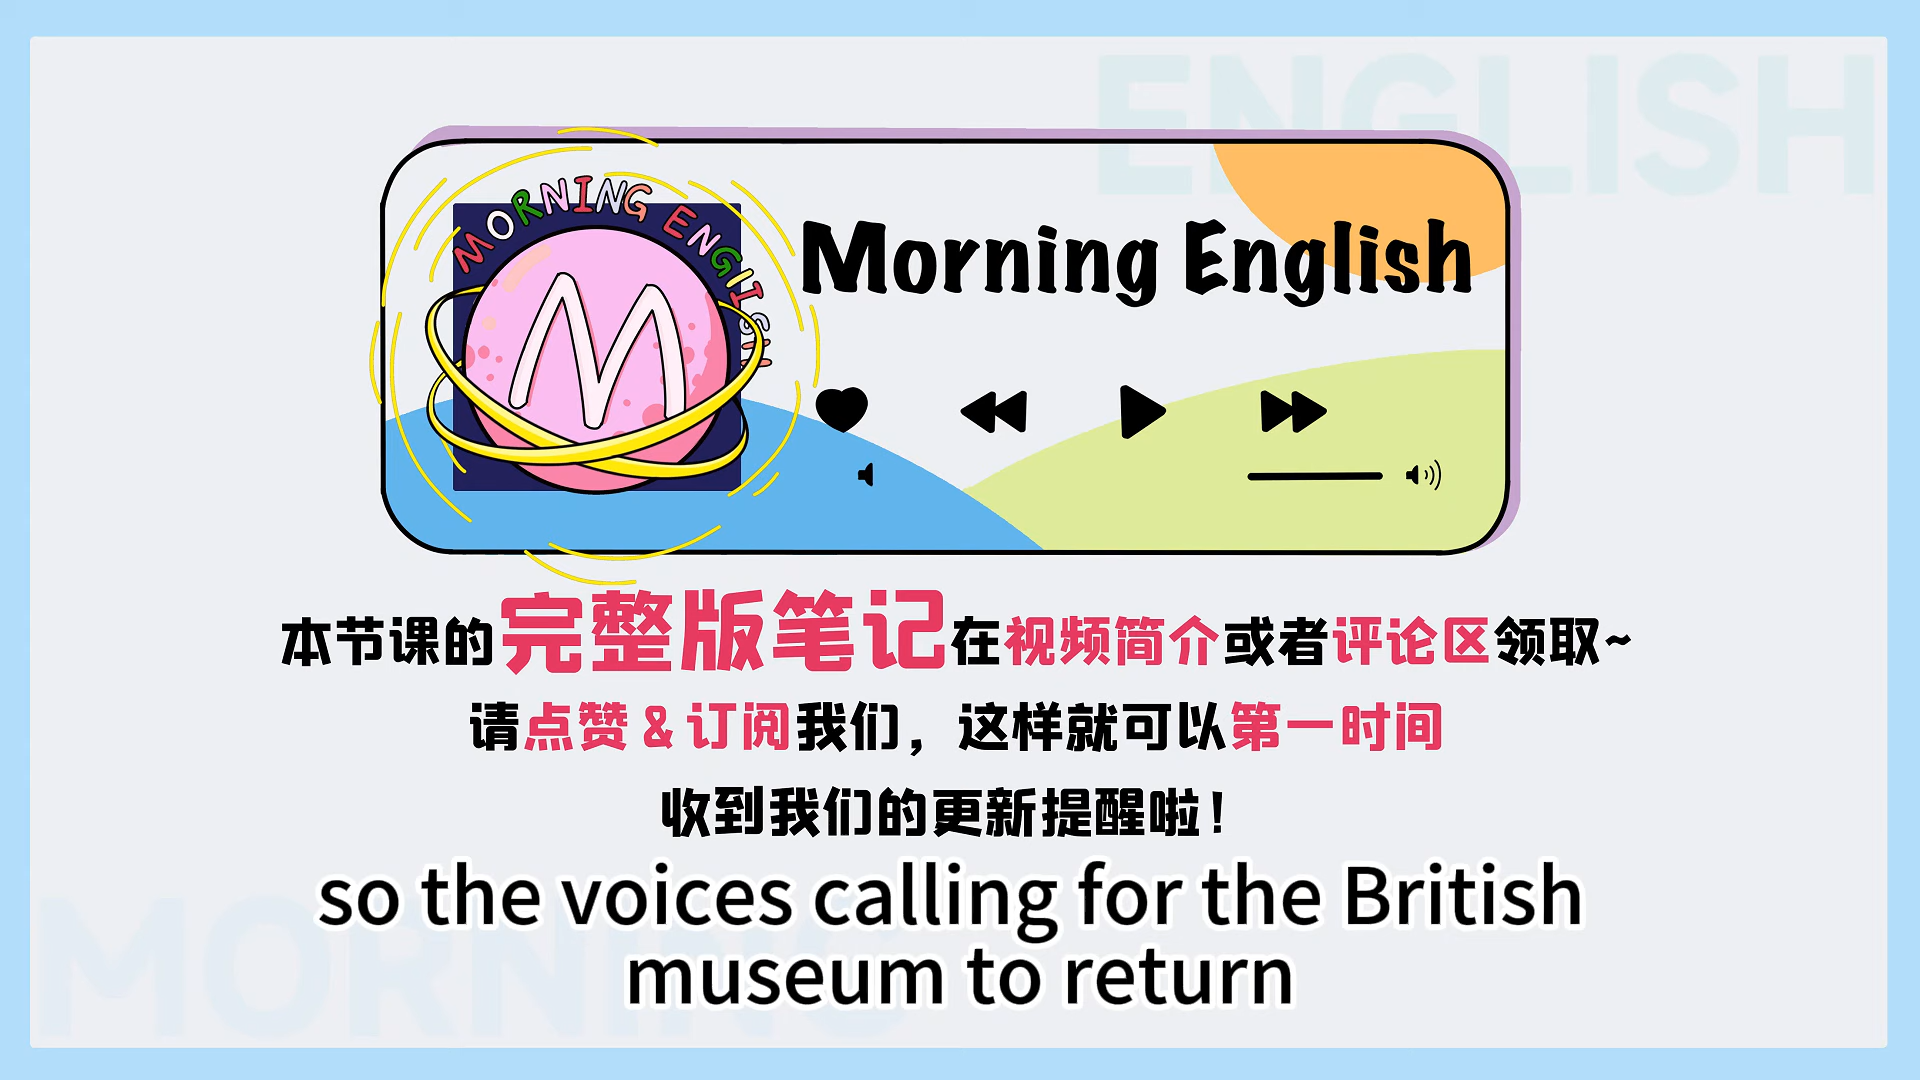 ENGLISH
MORNING ENGLISH
M
Morning English
本节课的完整版笔记在视频简介或者评论区领取~
请点赞&订阅我们，这样就可以第一时间
收到我们的更新提醒啦！
so the voices calling for the British
museum to return
MORNING